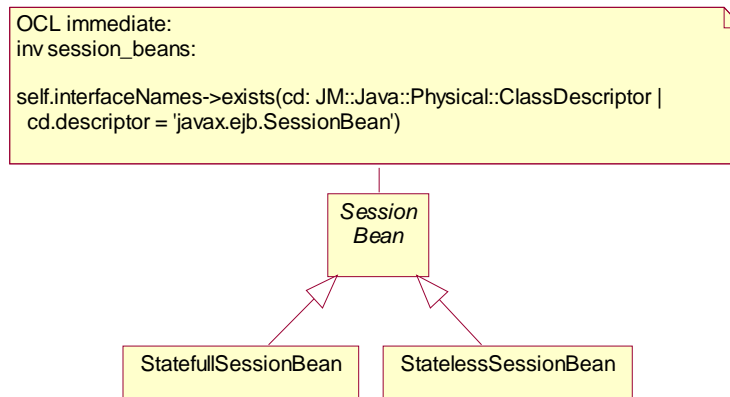 OCL immediate:
inv session_beans:
self.interfaceNames->exists(cd: JM::Java::Physical::ClassDescriptor |
cd.descriptor = 'javax.ejb.SessionBean')
Session
Bean
StatefullSessionBean StatelessSessionBean